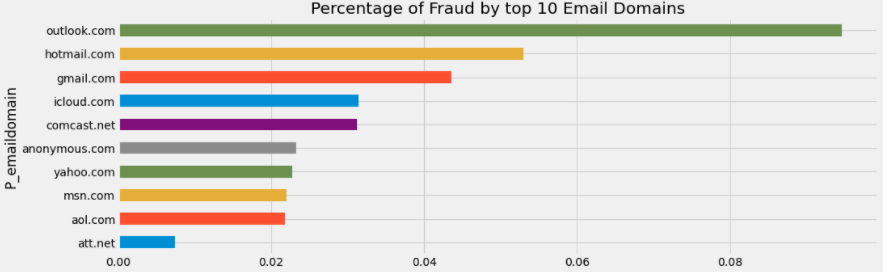 Percentage of Fraud by top 10 Email Domains
P_emaildomain
outlook.com
hotmail.com
gmail.com
icloud.com
comcast.net
anonymous.com
yahoo.com
msn.com
aol.com
att.net
0.00 0.02 0.04 0.06 0.08